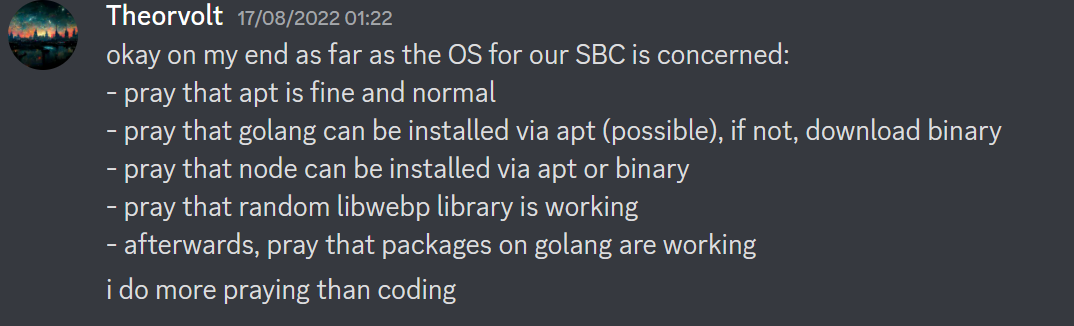 Theorvolt 17/08/2022 01:22
okay on my end as far as the OS for our SBC is concerned:
- pray that apt is fine and normal
- pray that golang can be installed via apt (possible), if not, download binary
- pray that node can be installed via apt or binary
- pray that random libwebp library is working
- afterwards, pray that packages on golang are working
i do more praying than coding